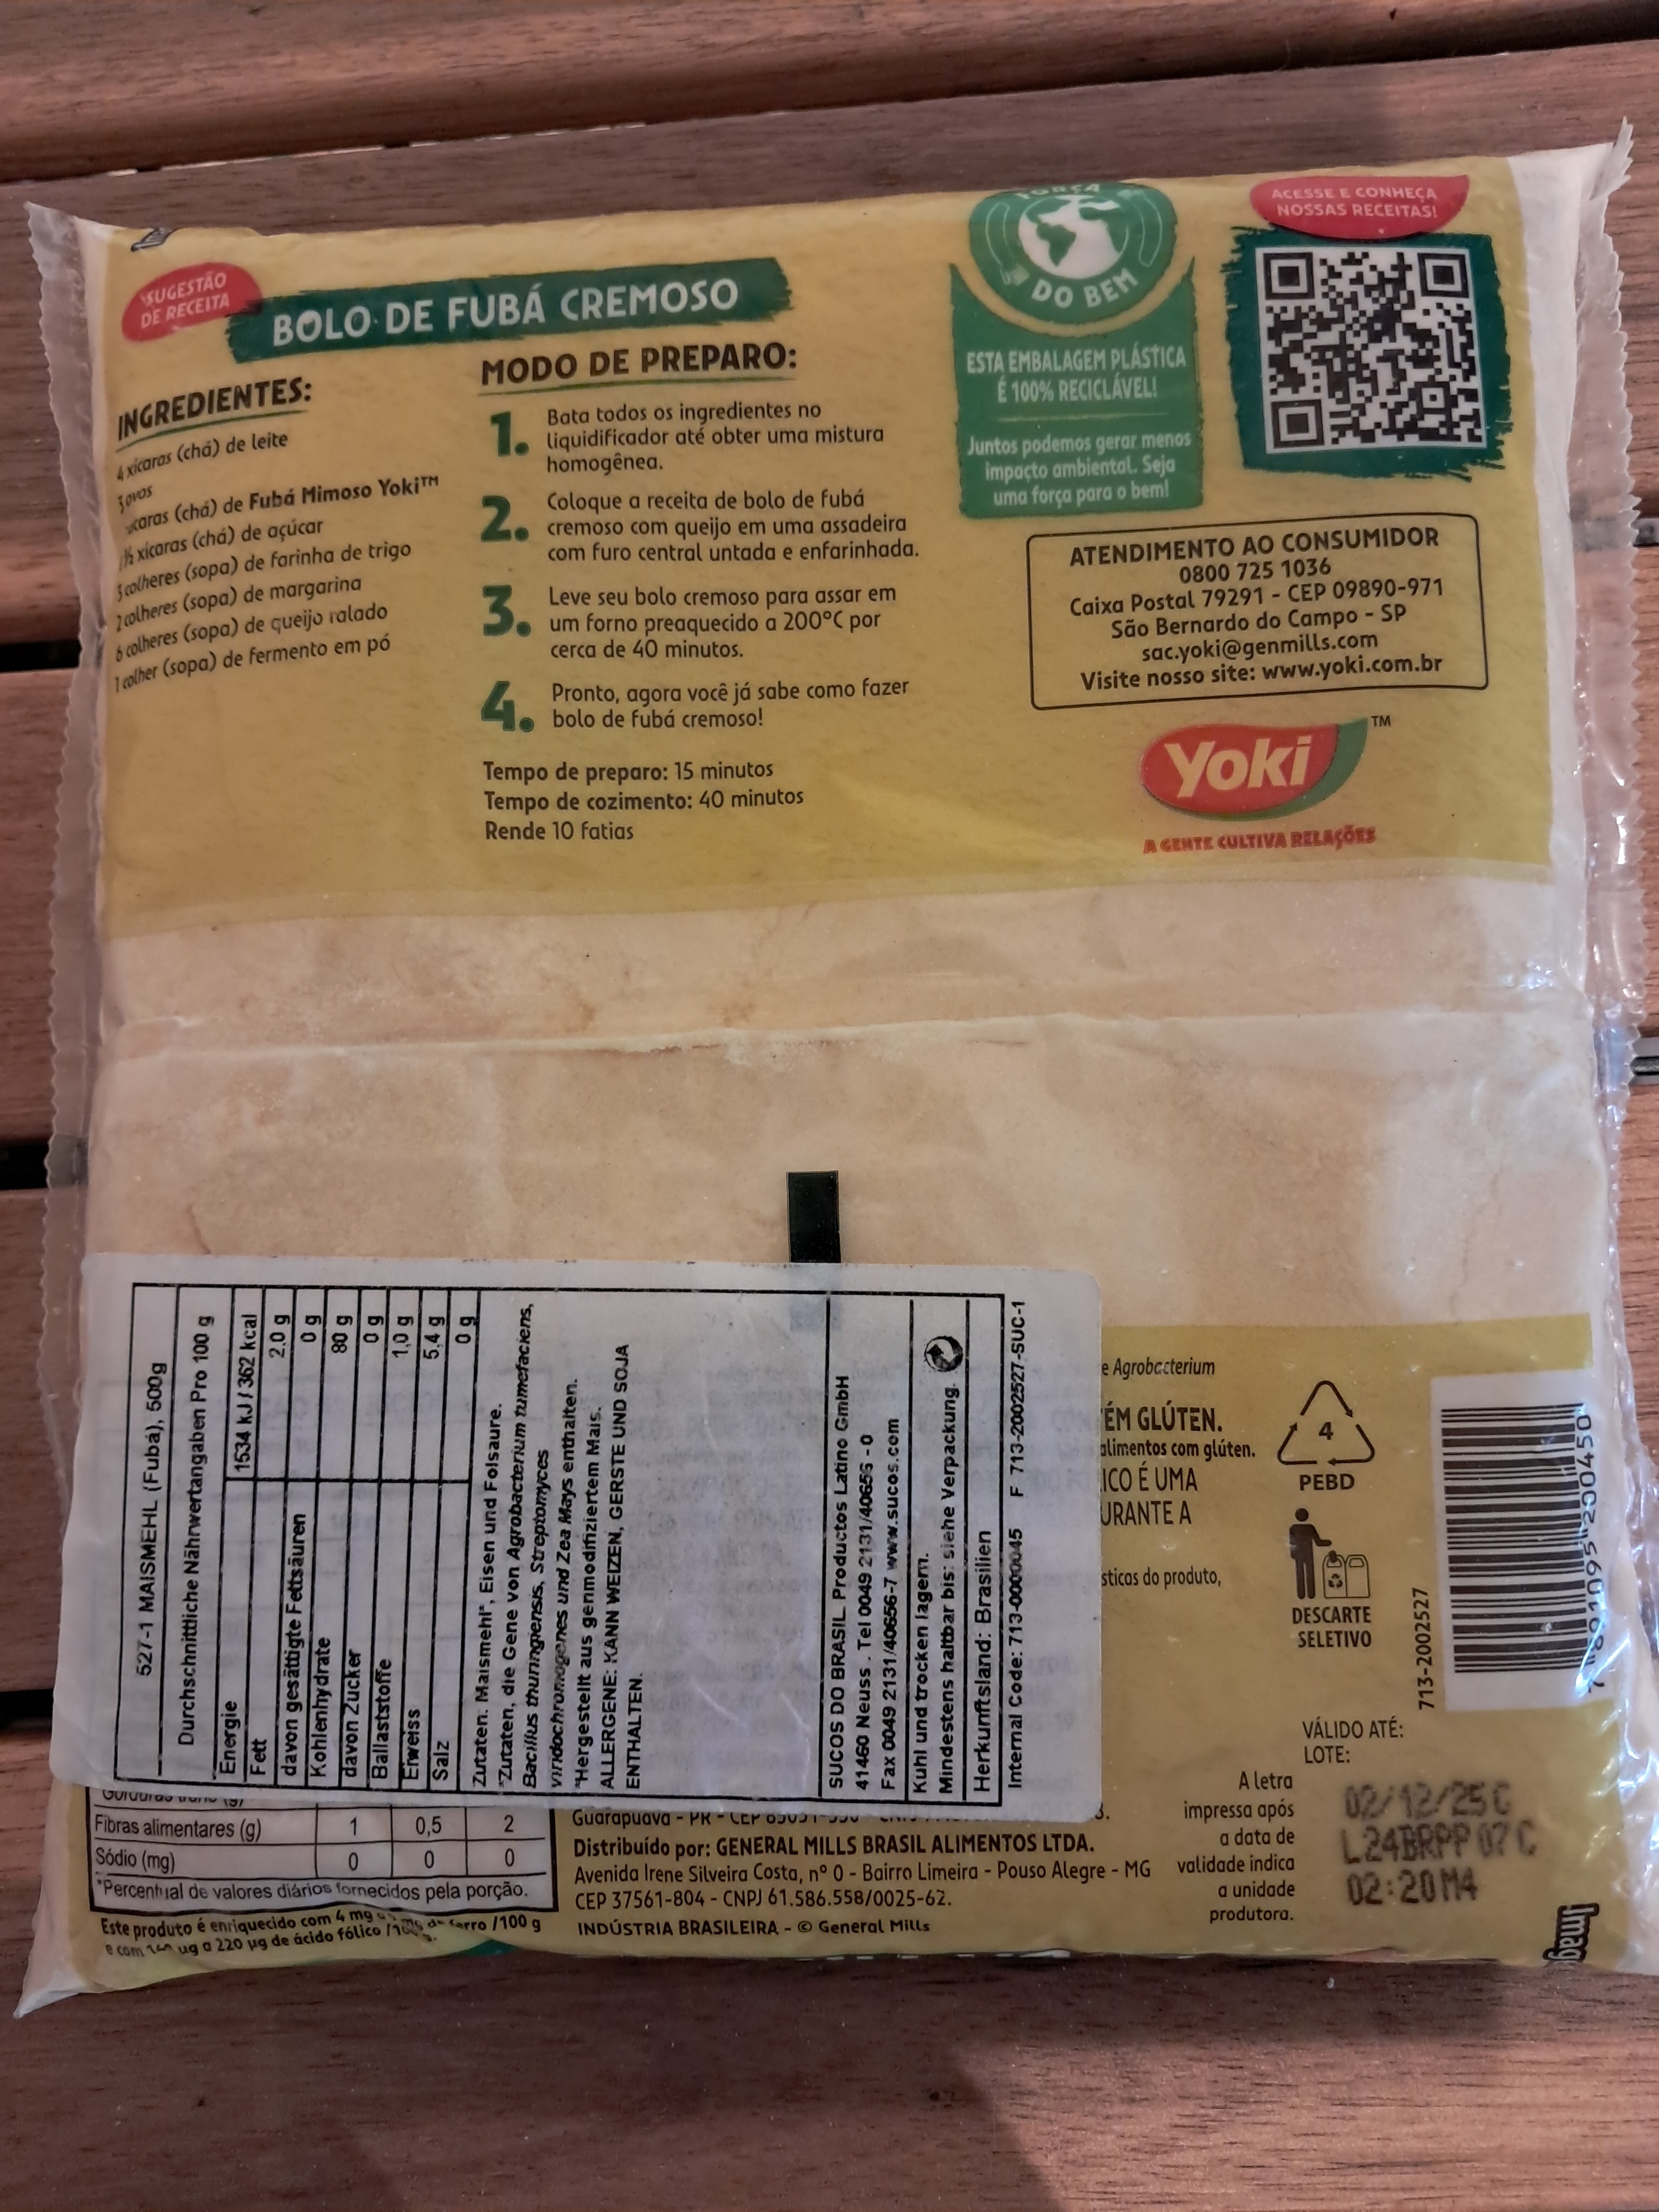 SUGESTÃO
DE RECEITA
BOLO DE FUBÁ CREMOSO
INGREDIENTES:
4 xícaras (chá) de leite
3 ovos
xícaras (chá) de Fubá Mimoso Yoki™
½ xícaras (chá) de açúcar
3 colheres (sopa) de farinha de trigo
2 colheres (sopa) de margarina
6 colheres (sopa) de queijo ralado
1 colher (sopa) de fermento em pó
MODO DE PREPARO:
1. Bata todos os ingredientes no
liquidificador até obter uma mistura
homogênea.
2. Coloque a receita de bolo de fubá
cremoso com queijo em uma assadeira
com furo central untada e enfarinhada.
3. Leve seu bolo cremoso para assar em
um forno preaquecido a 200°C por
cerca de 40 minutos.
4. Pronto, agora você já sabe como fazer
bolo de fubá cremoso!
Tempo de preparo: 15 minutos
Tempo de cozimento: 40 minutos
Rende 10 fatias
FORÇA
DO BEM
ESTA EMBALAGEM PLÁSTICA
É 100% RECICLÁVEL!
Juntos podemos gerar menos
impacto ambiental. Seja
uma força para o bem!
ACESSE E CONHEÇA
NOSSAS RECEITAS!
ATENDIMENTO AO CONSUMIDOR
0800 725 1036
Caixa Postal 79291 - CEP 09890-971
São Bernardo do Campo - SP
sac.yoki@genmills.com
Visite nosso site: www.yoki.com.br
Yoki™
A GENTE CULTIVA RELAÇÕES
527-1 MAISMEHL (Fuba), 500g
Durchschnittliche Nährwertangaben Pro 100 g
Energie 1534 kJ / 362 kcal
Fett 2.0 g
davon gesättigte Fettsäuren 0 g
Kohlenhydrate 80 g
davon Zucker 0 g
Ballaststoffe 1,0 g
Eiweiss 5.4 g
Salz 0 g
Zutaten. Maismehl*, Eisen und Folsaure.
*Zutaten, die Gene von Agrobacterium tumefaciens,
Bacillus thunngensis, Streptomyces
viridochromogenes und Zea Mays enthalten.
*Hergestellt aus genmodifiziertem Mais.
ALLERGENE: KANN WEIZEN, GERSTE UND SOJA
ENTHALTEN.
SUCOS DO BRASIL Productos Latino GmbH
41460 Neuss . Tel 0049 2131/40656 -0
Fax 0049 2131/40656-7 www.sucos.com
Kuhl und trocken lagern.
Mindestens haltbar bis: siehe Verpackung.
Herkunftsland: Brasilien
Internal Code: 713-0000045 F 713-2002527-SUC-1
e Agrobacterium
ÉM GLÚTEN.
alimentos com glúten.
ICO É UMA
URANTE A
sticas do produto,
4
PEBD
DESCARTE
SELETIVO
713-2002527
7 891095 200450
VÁLIDO ATÉ:
LOTE:
A letra
impressa após
a data de
validade indica
a unidade
produtora.
02/12/25 C
L24BRPP 07 C
02:20 M4
Fibras alimentares (g) 1 0,5 2
Sódio (mg) 0 0 0
*Percentual de valores diários fornecidos pela porção.
Este produto é enriquecido com 4 mg ferro /100 g
e com ug a 220 µg de ácido fólico
Guarapuava - PR - CEP
Distribuído por: GENERAL MILLS BRASIL ALIMENTOS LTDA.
Avenida Irene Silveira Costa, nº 0 - Bairro Limeira - Pouso Alegre - MG
CEP 37561-804 - CNPJ 61.586.558/0025-62.
INDÚSTRIA BRASILEIRA - © General Mills